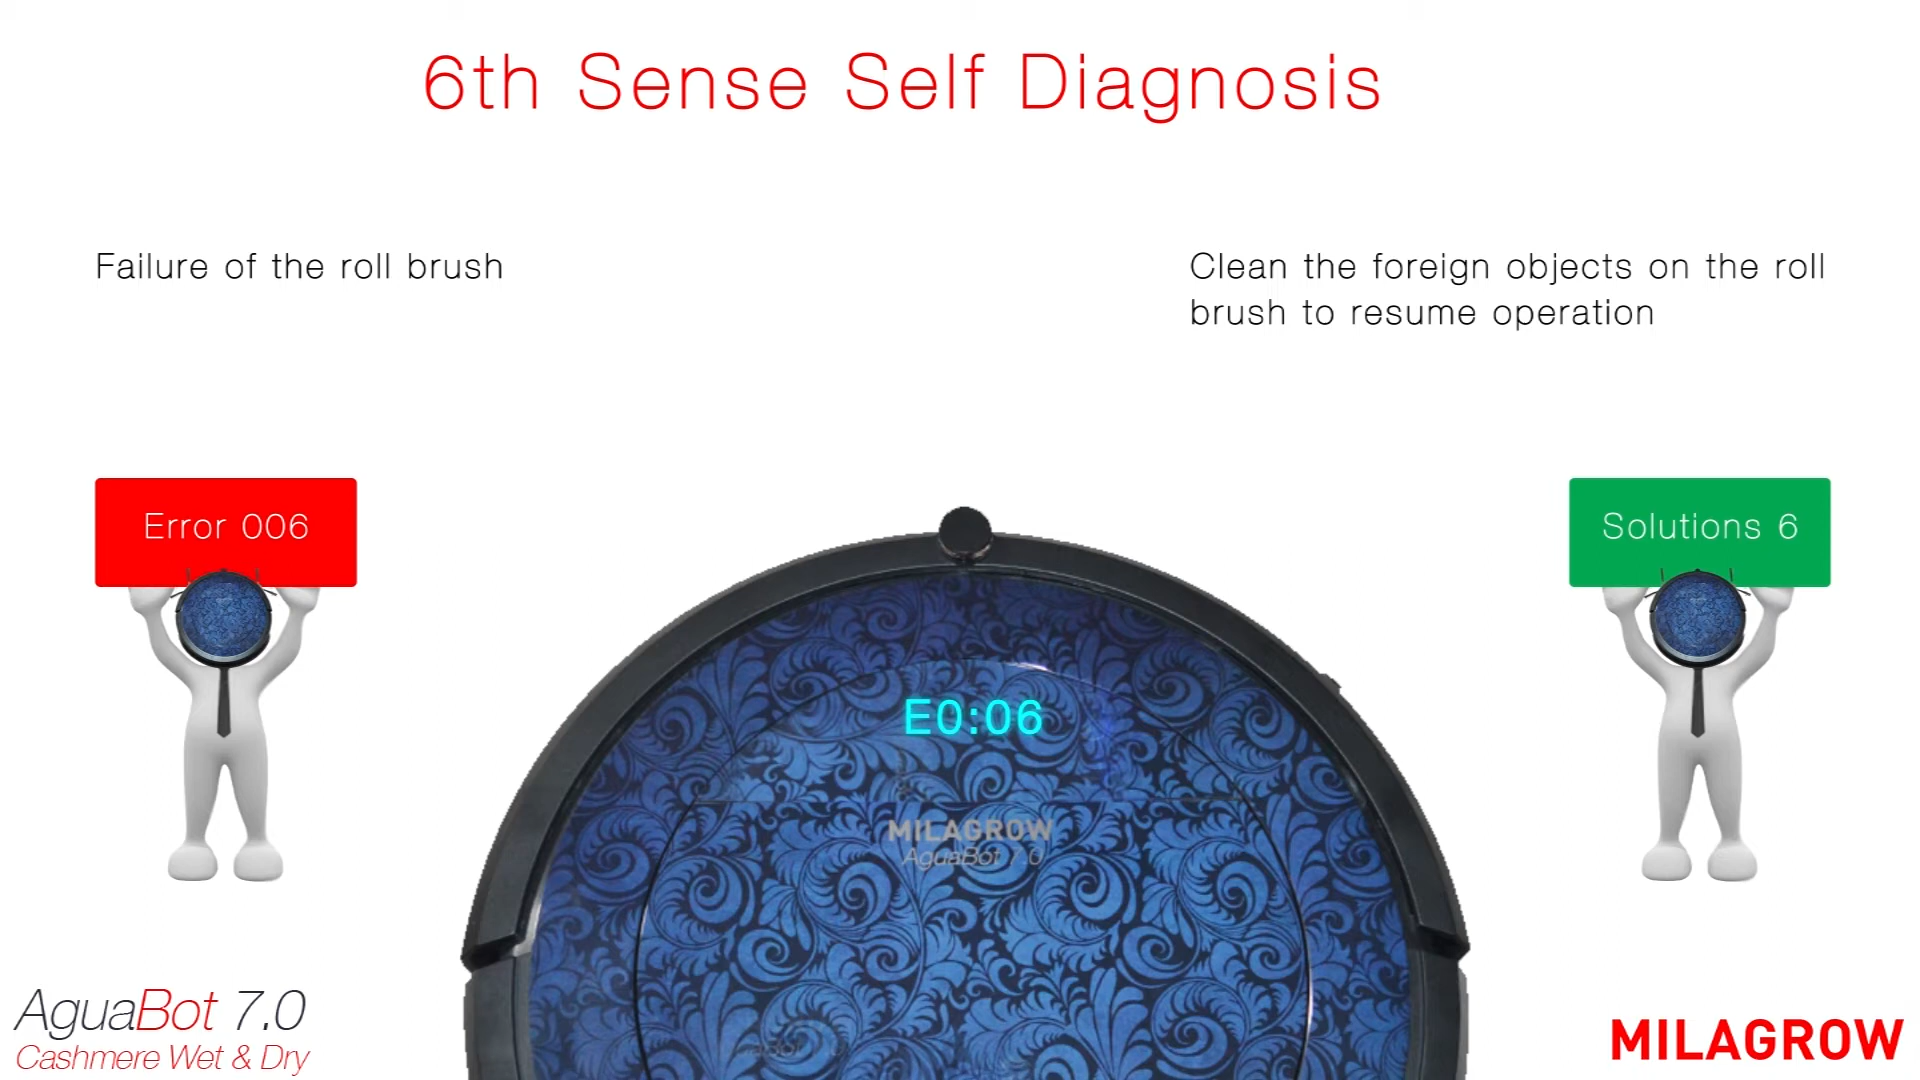 6th Sense Self Diagnosis
Failure of the roll brush
Clean the foreign objects on the roll
brush to resume operation
Error 006
Solutions 6
E0:06
MILAGROW
AguaBot 7.0
AguaBot 7.0
Cashmere Wet & Dry
MILAGROW